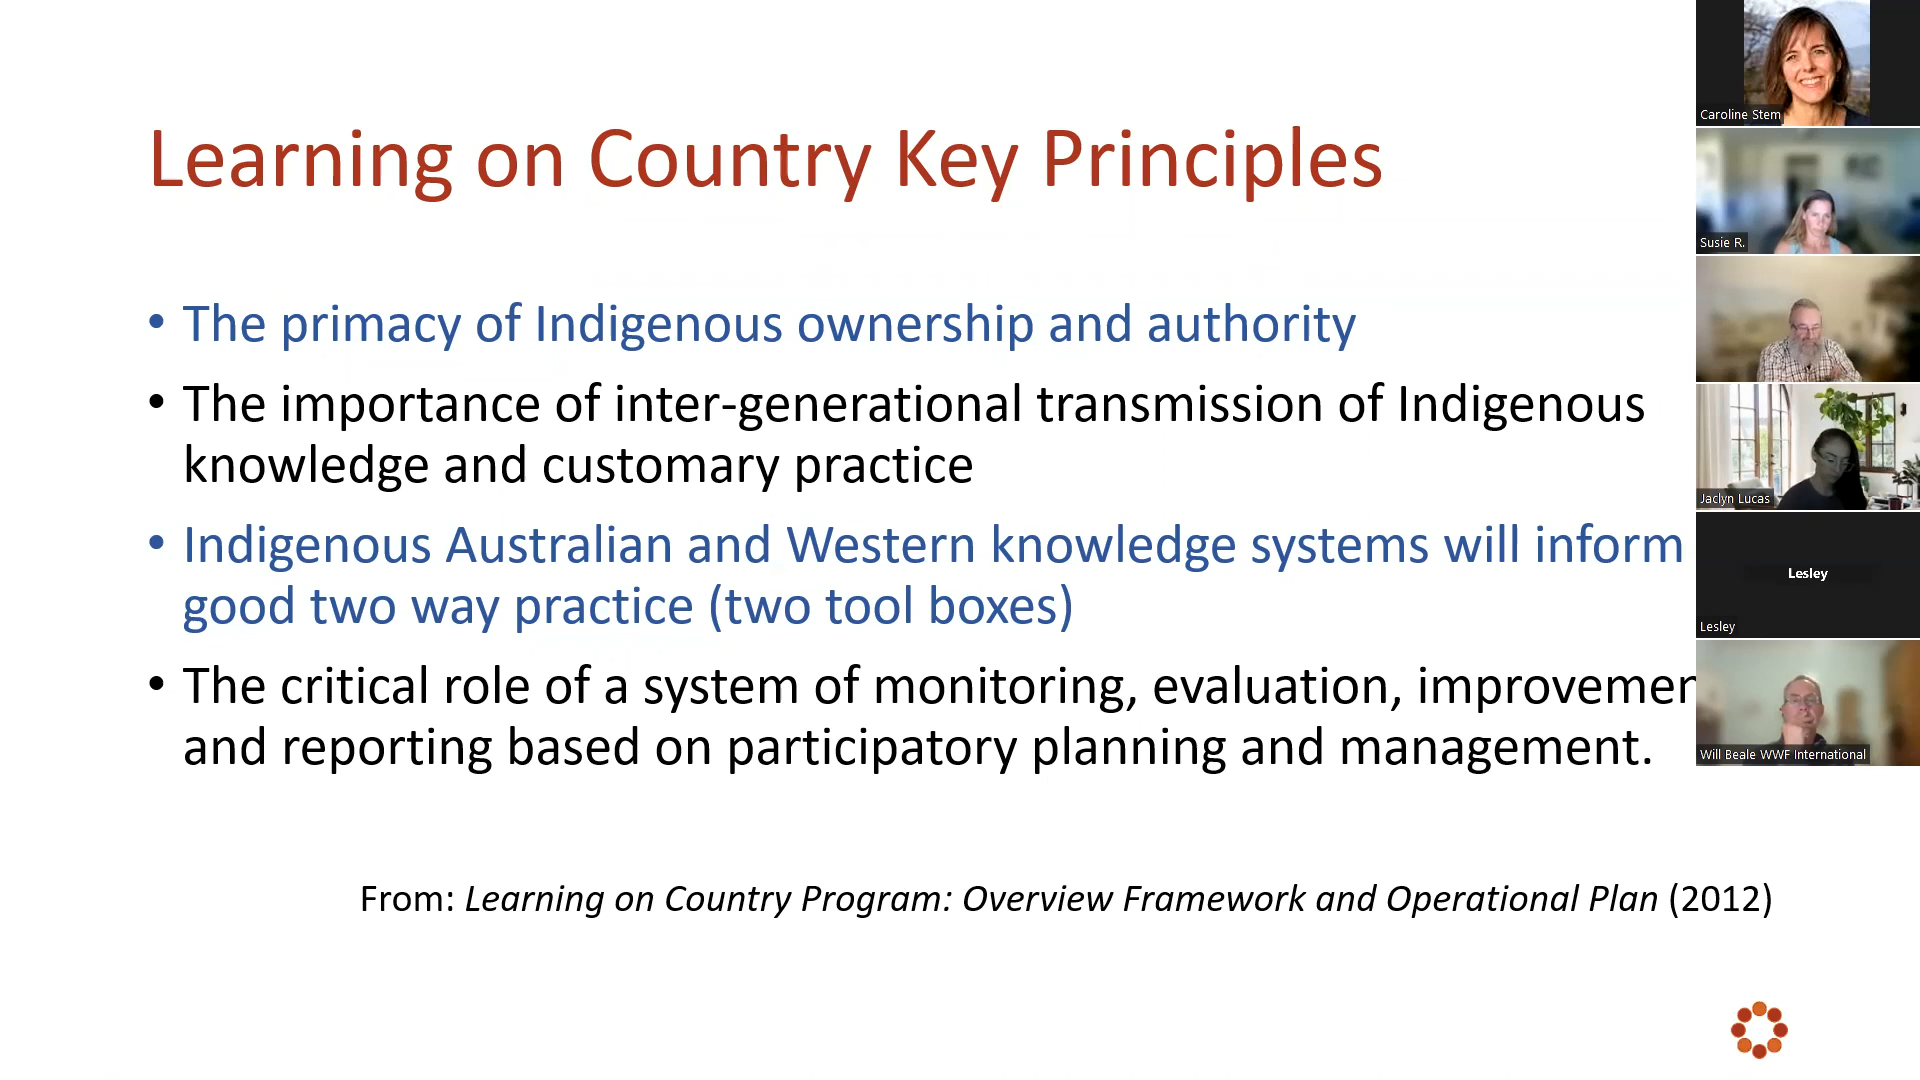 Learning on Country Key Principles
• The primacy of Indigenous ownership and authority
• The importance of inter-generational transmission of Indigenous
knowledge and customary practice
• Indigenous Australian and Western knowledge systems will inform
good two way practice (two tool boxes)
• The critical role of a system of monitoring, evaluation, improvemen
and reporting based on participatory planning and management.
From: Learning on Country Program: Overview Framework and Operational Plan (2012)
Caroline Stem
Susie R.
Jaclyn Lucas
Lesley
Lesley
Will Beale WWF International